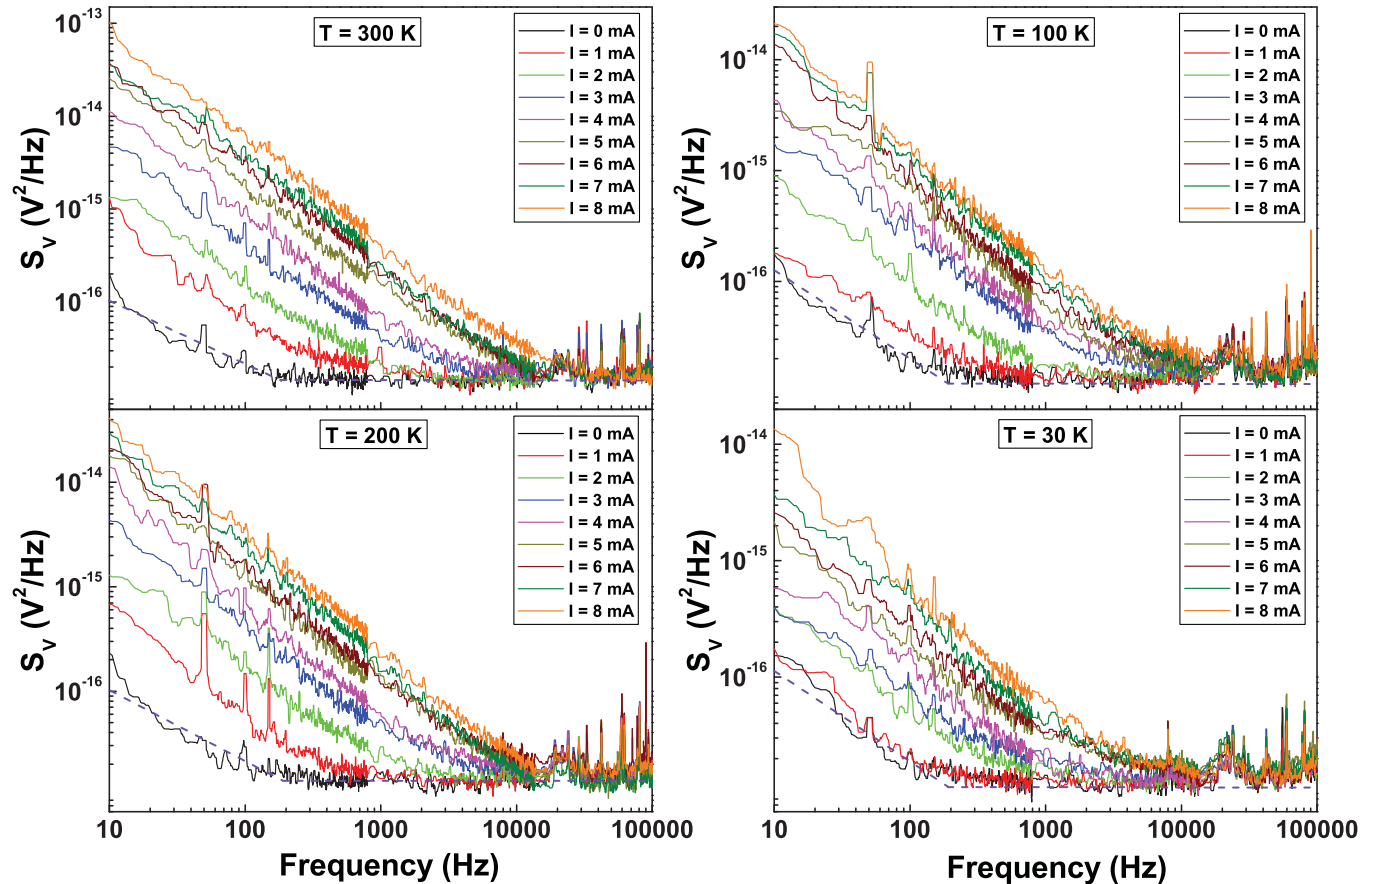 T = 300 K
I = 0 mA
I = 1 mA
I = 2 mA
I = 3 mA
I = 4 mA
I = 5 mA
I = 6 mA
I = 7 mA
I = 8 mA
10⁻¹³
10⁻¹⁴
10⁻¹⁵
10⁻¹⁶
Sᵥ (V²/Hz)
T = 100 K
I = 0 mA
I = 1 mA
I = 2 mA
I = 3 mA
I = 4 mA
I = 5 mA
I = 6 mA
I = 7 mA
I = 8 mA
10⁻¹⁴
10⁻¹⁵
10⁻¹⁶
Sᵥ (V²/Hz)
T = 200 K
I = 0 mA
I = 1 mA
I = 2 mA
I = 3 mA
I = 4 mA
I = 5 mA
I = 6 mA
I = 7 mA
I = 8 mA
10⁻¹⁴
10⁻¹⁵
10⁻¹⁶
Sᵥ (V²/Hz)
10 100 1000 10000 100000
Frequency (Hz)
T = 30 K
I = 0 mA
I = 1 mA
I = 2 mA
I = 3 mA
I = 4 mA
I = 5 mA
I = 6 mA
I = 7 mA
I = 8 mA
10⁻¹⁴
10⁻¹⁵
10⁻¹⁶
Sᵥ (V²/Hz)
10 100 1000 10000 100000
Frequency (Hz)